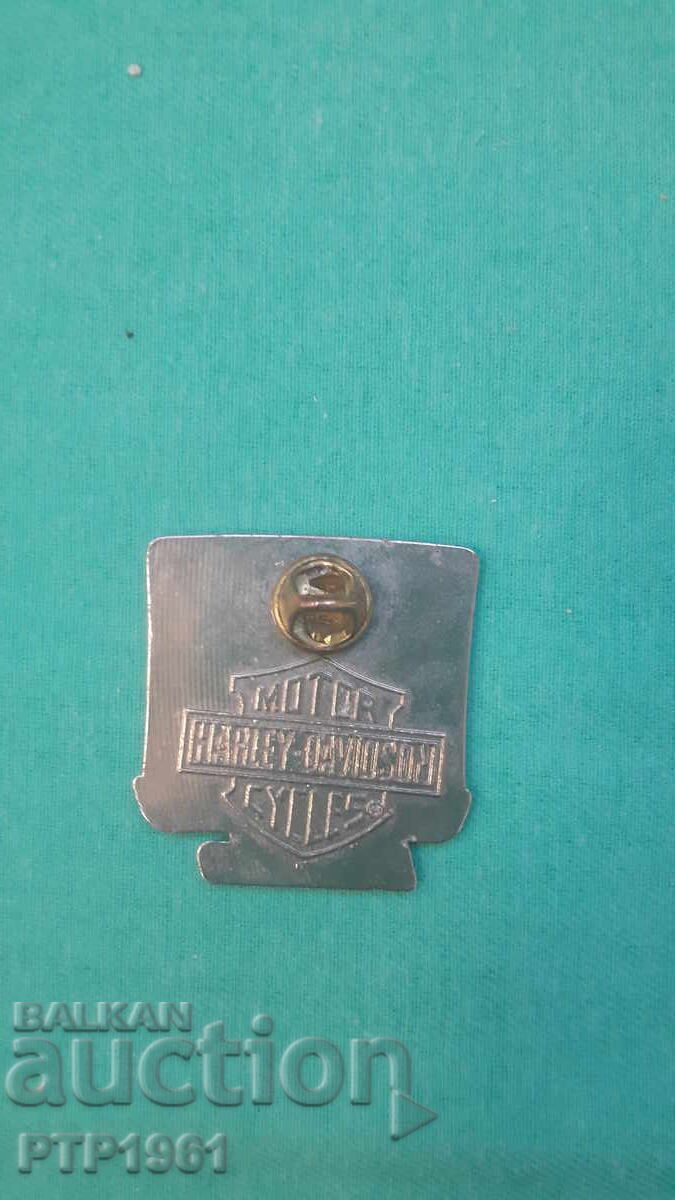 MOTOR
HARLEY-DAVIDSON
CYCLES®
BALKAN
auction
PTP1961